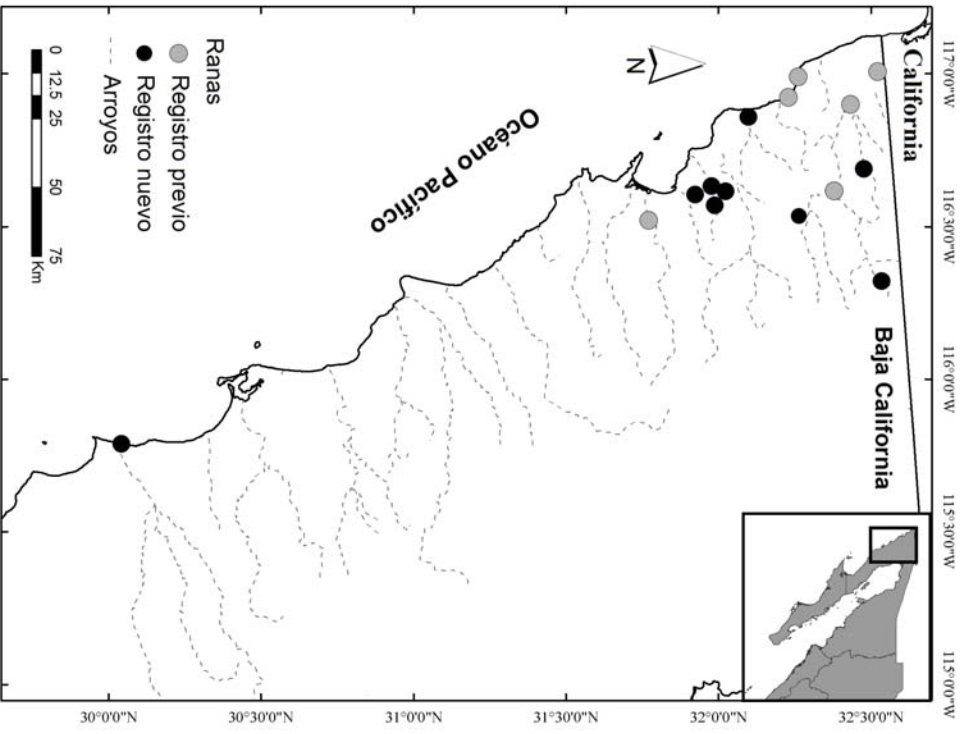 California
Baja California
Océano Pacífico
N
Ranas
Registro previo
Registro nuevo
Arroyos
0 12.5 25 50 75
Km
117°0'0"W
116°30'0"W
116°0'0"W
115°30'0"W
115°0'0"W
30°0'0"N
30°30'0"N
31°0'0"N
31°30'0"N
32°0'0"N
32°30'0"N